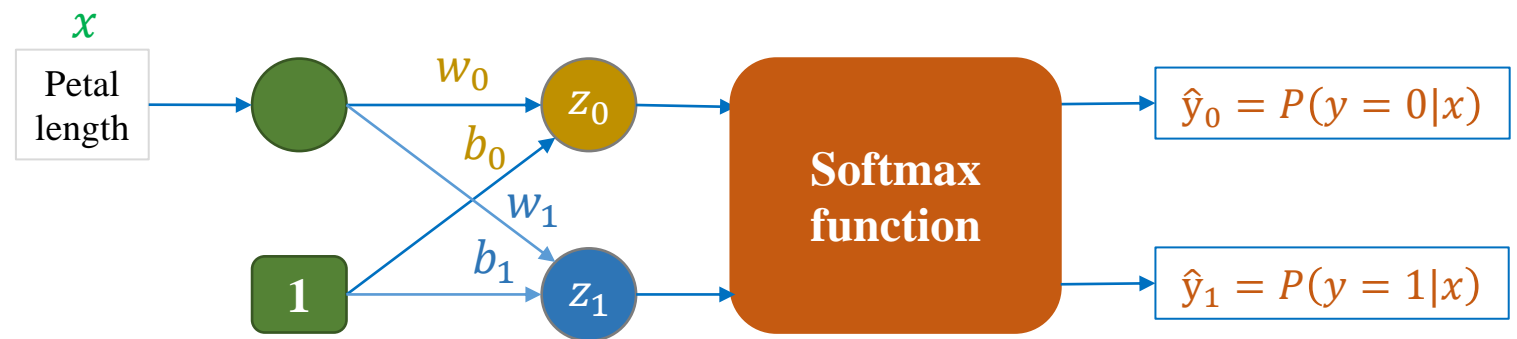 x
Petal
length
w₀
z₀
b₀
w₁
b₁
1
z₁
Softmax
function
ŷ₀ = P(y = 0|x)
ŷ₁ = P(y = 1|x)